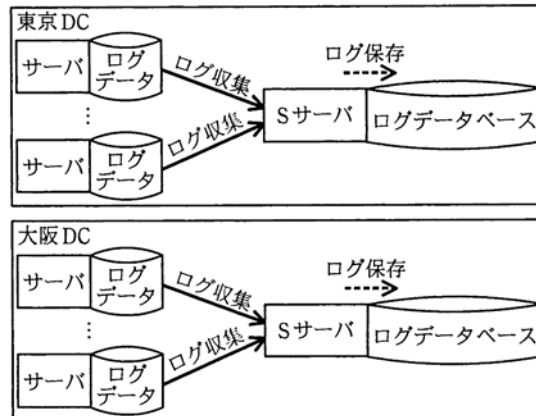 東京DC
サーバ
ログ
データ
ログ収集
ログ保存
Sサーバ
ログデータベース
⋮
サーバ
ログ
データ
ログ収集
大阪DC
サーバ
ログ
データ
ログ収集
ログ保存
Sサーバ
ログデータベース
⋮
サーバ
ログ
データ
ログ収集